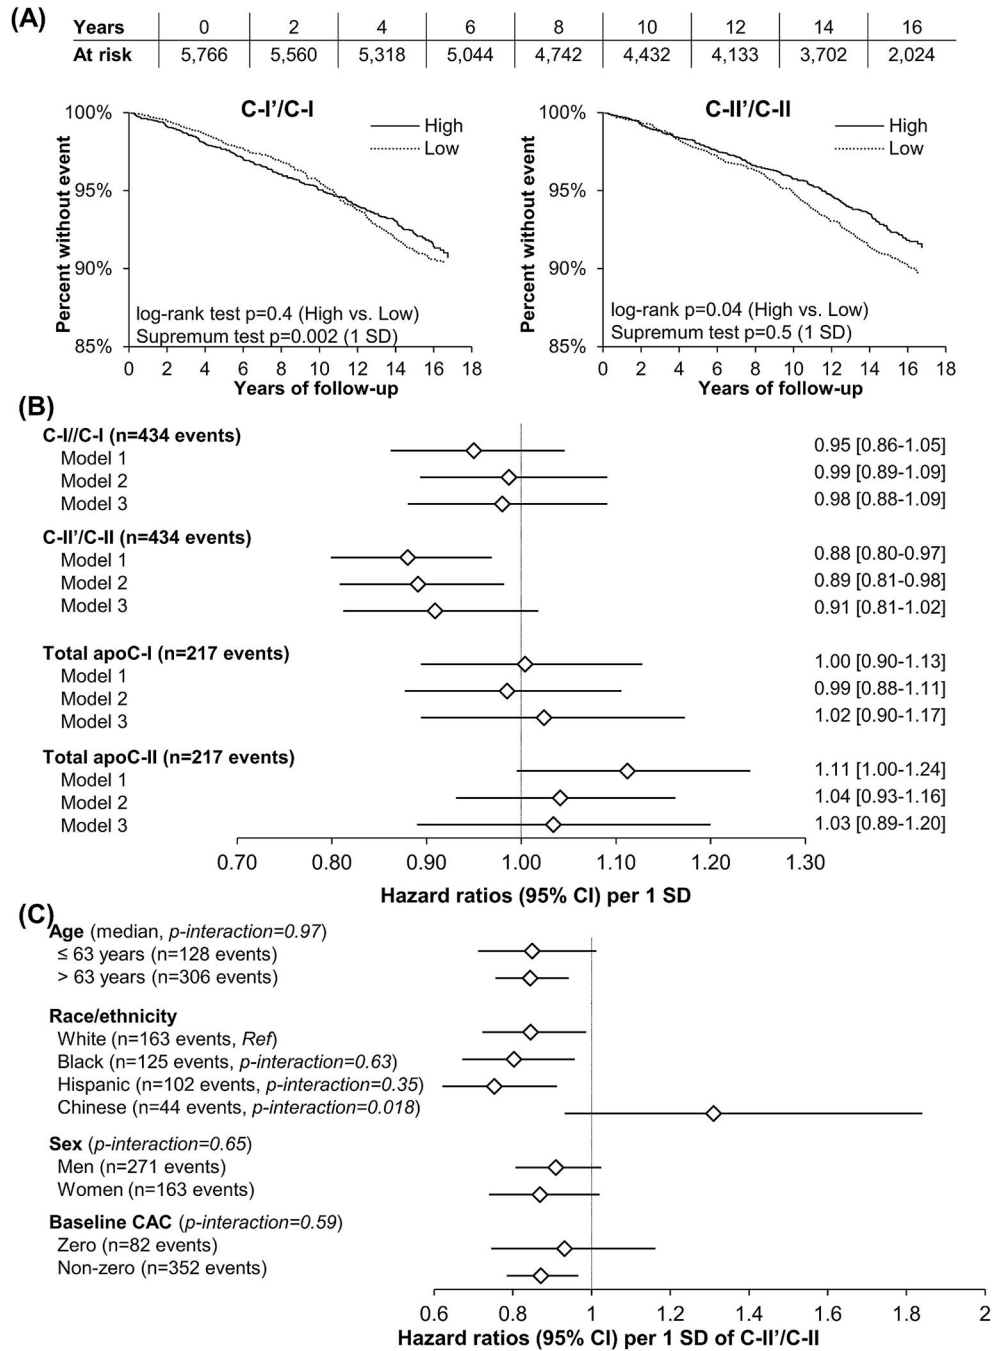 (A)
Years 0 2 4 6 8 10 12 14 16
At risk 5,766 5,560 5,318 5,044 4,742 4,432 4,133 3,702 2,024
C-I’/C-I
100%
95%
90%
85%
Percent without event
High
Low
log-rank test p=0.4 (High vs. Low)
Supremum test p=0.002 (1 SD)
0 2 4 6 8 10 12 14 16 18
Years of follow-up
C-II’/C-II
100%
95%
90%
85%
Percent without event
High
Low
log-rank p=0.04 (High vs. Low)
Supremum test p=0.5 (1 SD)
0 2 4 6 8 10 12 14 16 18
Years of follow-up
(B)
C-I//C-I (n=434 events)
Model 1 0.95 [0.86-1.05]
Model 2 0.99 [0.89-1.09]
Model 3 0.98 [0.88-1.09]
C-II’/C-II (n=434 events)
Model 1 0.88 [0.80-0.97]
Model 2 0.89 [0.81-0.98]
Model 3 0.91 [0.81-1.02]
Total apoC-I (n=217 events)
Model 1 1.00 [0.90-1.13]
Model 2 0.99 [0.88-1.11]
Model 3 1.02 [0.90-1.17]
Total apoC-II (n=217 events)
Model 1 1.11 [1.00-1.24]
Model 2 1.04 [0.93-1.16]
Model 3 1.03 [0.89-1.20]
0.70 0.80 0.90 1.00 1.10 1.20 1.30
Hazard ratios (95% CI) per 1 SD
(C)
Age (median, p-interaction=0.97)
≤ 63 years (n=128 events)
> 63 years (n=306 events)
Race/ethnicity
White (n=163 events, Ref)
Black (n=125 events, p-interaction=0.63)
Hispanic (n=102 events, p-interaction=0.35)
Chinese (n=44 events, p-interaction=0.018)
Sex (p-interaction=0.65)
Men (n=271 events)
Women (n=163 events)
Baseline CAC (p-interaction=0.59)
Zero (n=82 events)
Non-zero (n=352 events)
0.6 0.8 1 1.2 1.4 1.6 1.8 2
Hazard ratios (95% CI) per 1 SD of C-II’/C-II